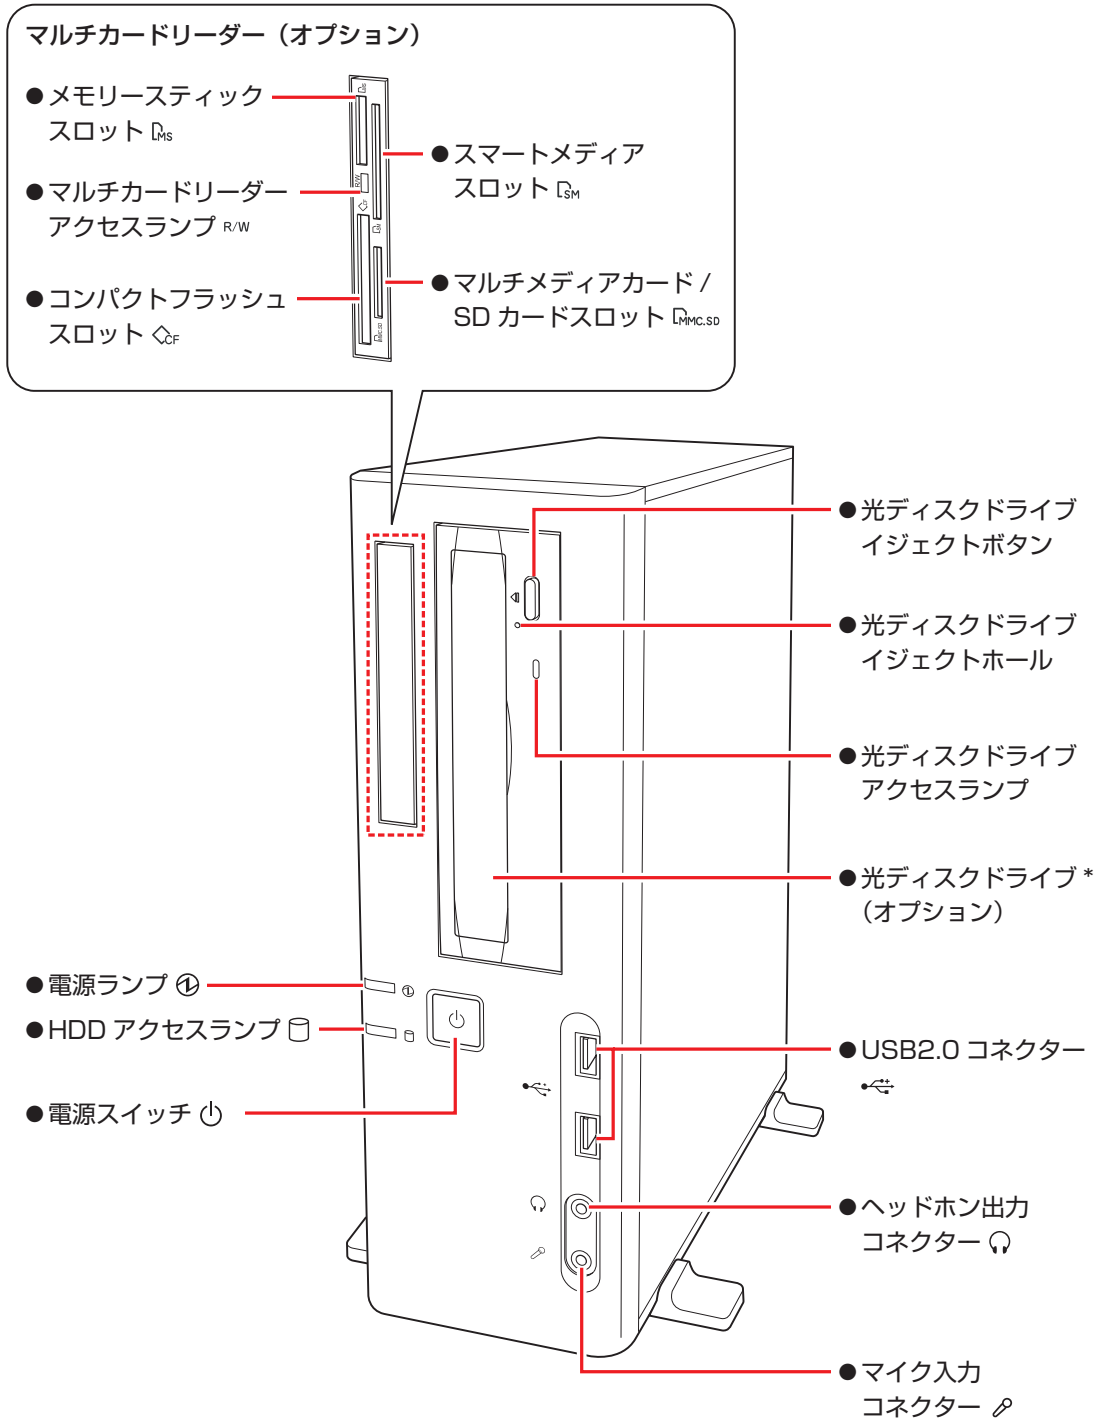 マルチカードリーダー（オプション）
●メモリースティック
スロット MS
●マルチカードリーダー
アクセスランプ R/W
●コンパクトフラッシュ
スロット CF
●スマートメディア
スロット SM
●マルチメディアカード /
SD カードスロット MMC.SD
MS
R/W
CF
SM
MMC.SD
●光ディスクドライブ
イジェクトボタン
●光ディスクドライブ
イジェクトホール
●光ディスクドライブ
アクセスランプ
●光ディスクドライブ *
（オプション）
●電源ランプ
●HDD アクセスランプ
●電源スイッチ
●USB2.0 コネクター
●ヘッドホン出力
コネクター
●マイク入力
コネクター